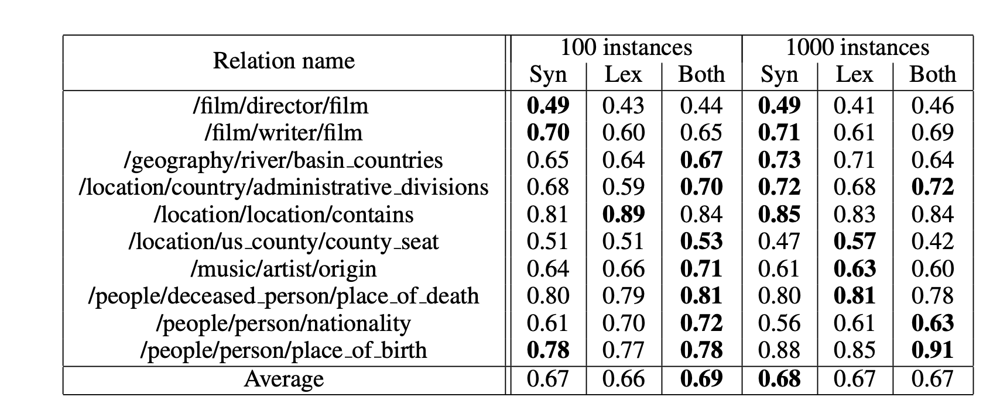 Relation name 100 instances 1000 instances
Syn Lex Both Syn Lex Both
/film/director/film 0.49 0.43 0.44 0.49 0.41 0.46
/film/writer/film 0.70 0.60 0.65 0.71 0.61 0.69
/geography/river/basin_countries 0.65 0.64 0.67 0.73 0.71 0.64
/location/country/administrative_divisions 0.68 0.59 0.70 0.72 0.68 0.72
/location/location/contains 0.81 0.89 0.84 0.85 0.83 0.84
/location/us_county/county_seat 0.51 0.51 0.53 0.47 0.57 0.42
/music/artist/origin 0.64 0.66 0.71 0.61 0.63 0.60
/people/deceased_person/place_of_death 0.80 0.79 0.81 0.80 0.81 0.78
/people/person/nationality 0.61 0.70 0.72 0.56 0.61 0.63
/people/person/place_of_birth 0.78 0.77 0.78 0.88 0.85 0.91
Average 0.67 0.66 0.69 0.68 0.67 0.67